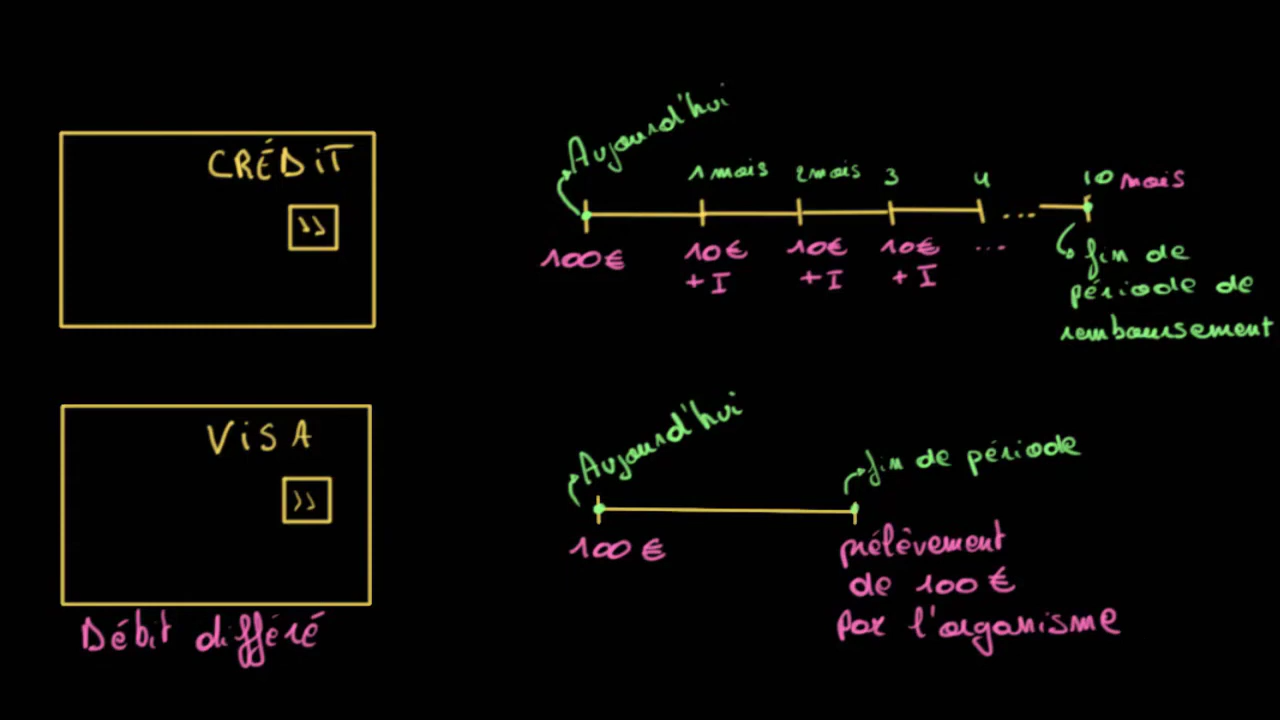 CRÉDiT
Aujourd'hui
1 mois 2 mois 3 4 ... 10 mois
100€ 10€ 10€ 10€ ...
+ I + I + I
fin de
période de
remboursement
ViSA
Débit différé
Aujourd'hui
fin de période
100 €
prélèvement
de 100 €
par l'organisme